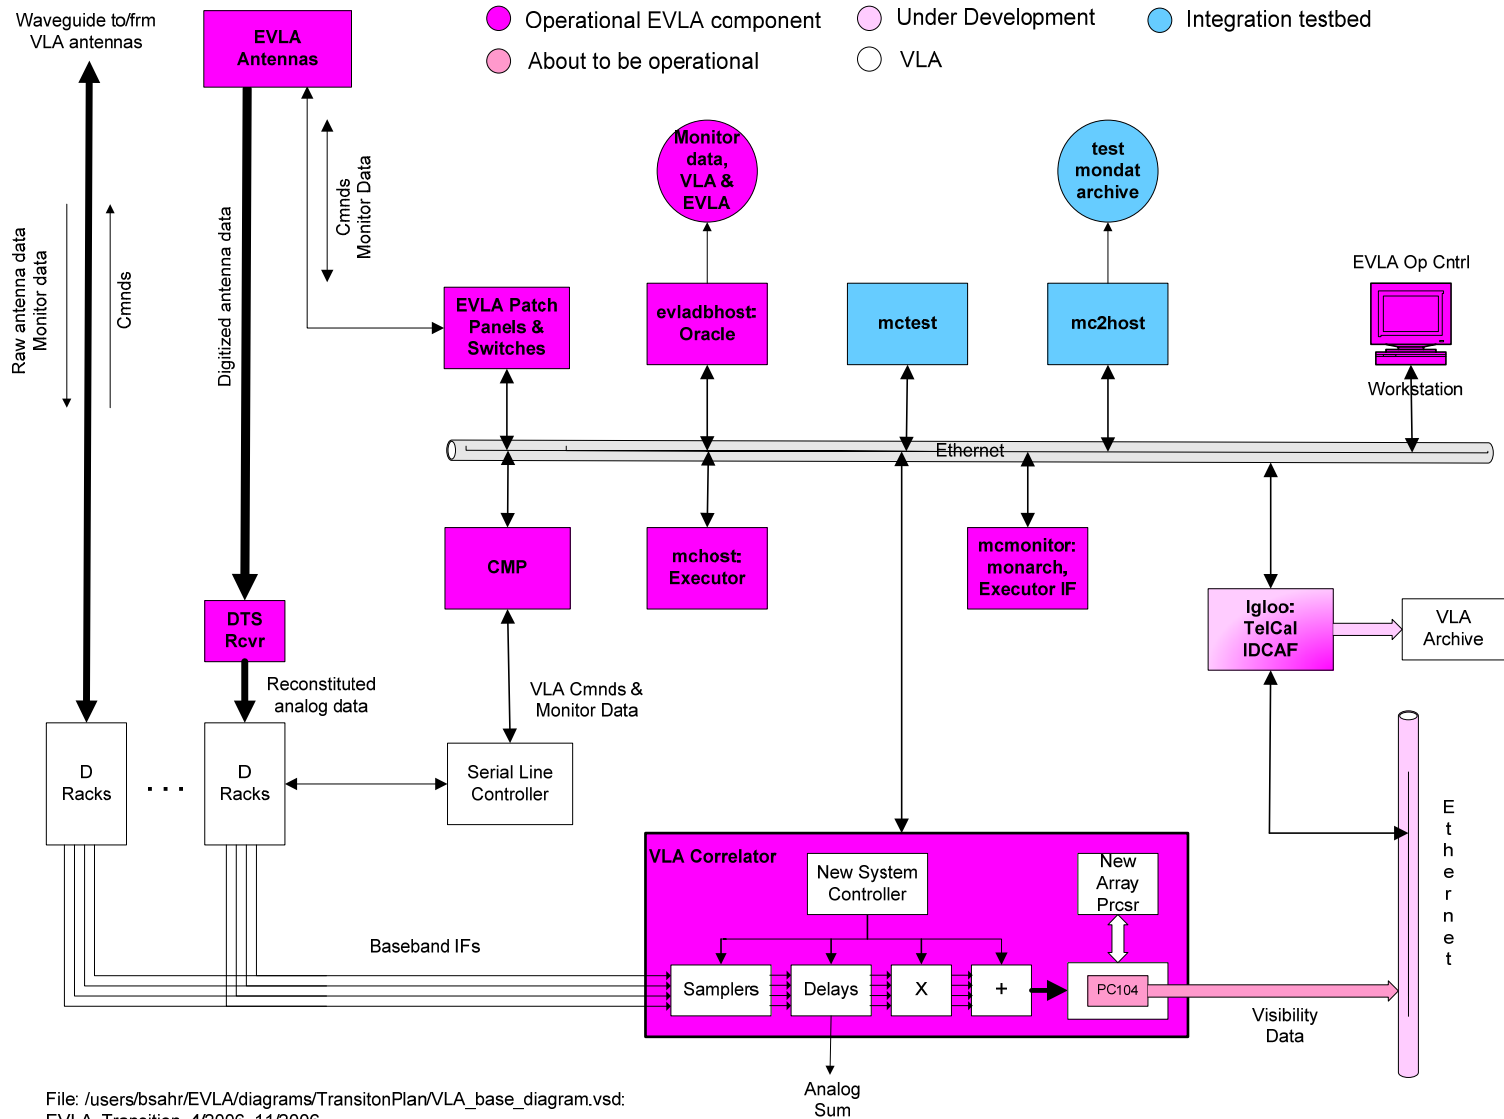 Waveguide to/frm
VLA antennas
EVLA
Antennas
Operational EVLA component
Under Development
Integration testbed
About to be operational
VLA
Raw antenna data
Monitor data
Cmnds
Digitized antenna data
Cmnds
Monitor Data
Monitor
data,
VLA &
EVLA
test
mondat
archive
EVLA Patch
Panels &
Switches
evladbhost:
Oracle
mctest
mc2host
EVLA Op Cntrl
Workstation
Ethernet
CMP
mchost:
Executor
mcmonitor:
monarch,
Executor IF
Igloo:
TelCal
IDCAF
VLA
Archive
DTS
Rcvr
Reconstituted
analog data
VLA Cmnds &
Monitor Data
D
Racks
. . .
D
Racks
Serial Line
Controller
Ethernet
VLA Correlator
New System
Controller
New
Array
Prcsr
Baseband IFs
Samplers
Delays
X
+
PC104
Visibility
Data
Analog
Sum
File: /users/bsahr/EVLA/diagrams/TransitonPlan/VLA_base_diagram.vsd:
EVLA_Transition_4/2006_11/2006